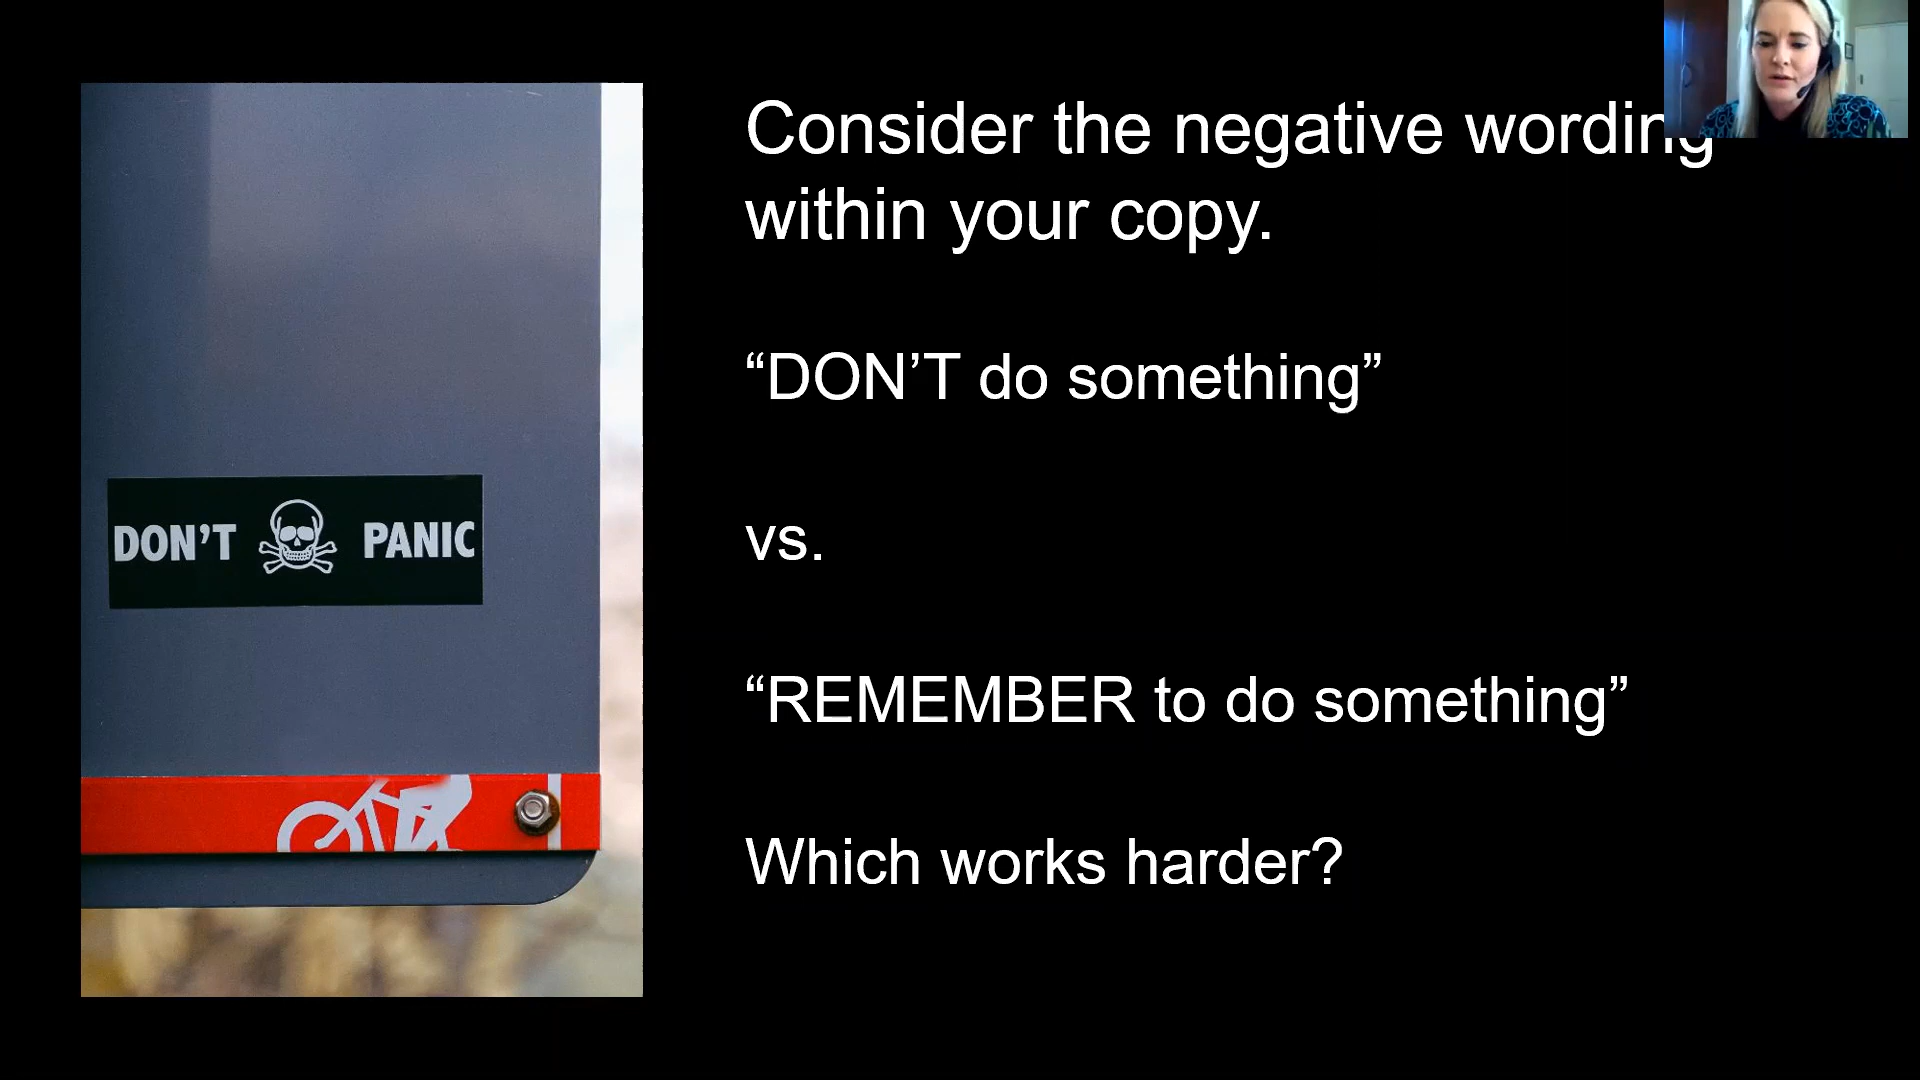 Consider the negative wording
within your copy.
“DON’T do something”
vs.
“REMEMBER to do something”
Which works harder?
DON’T PANIC